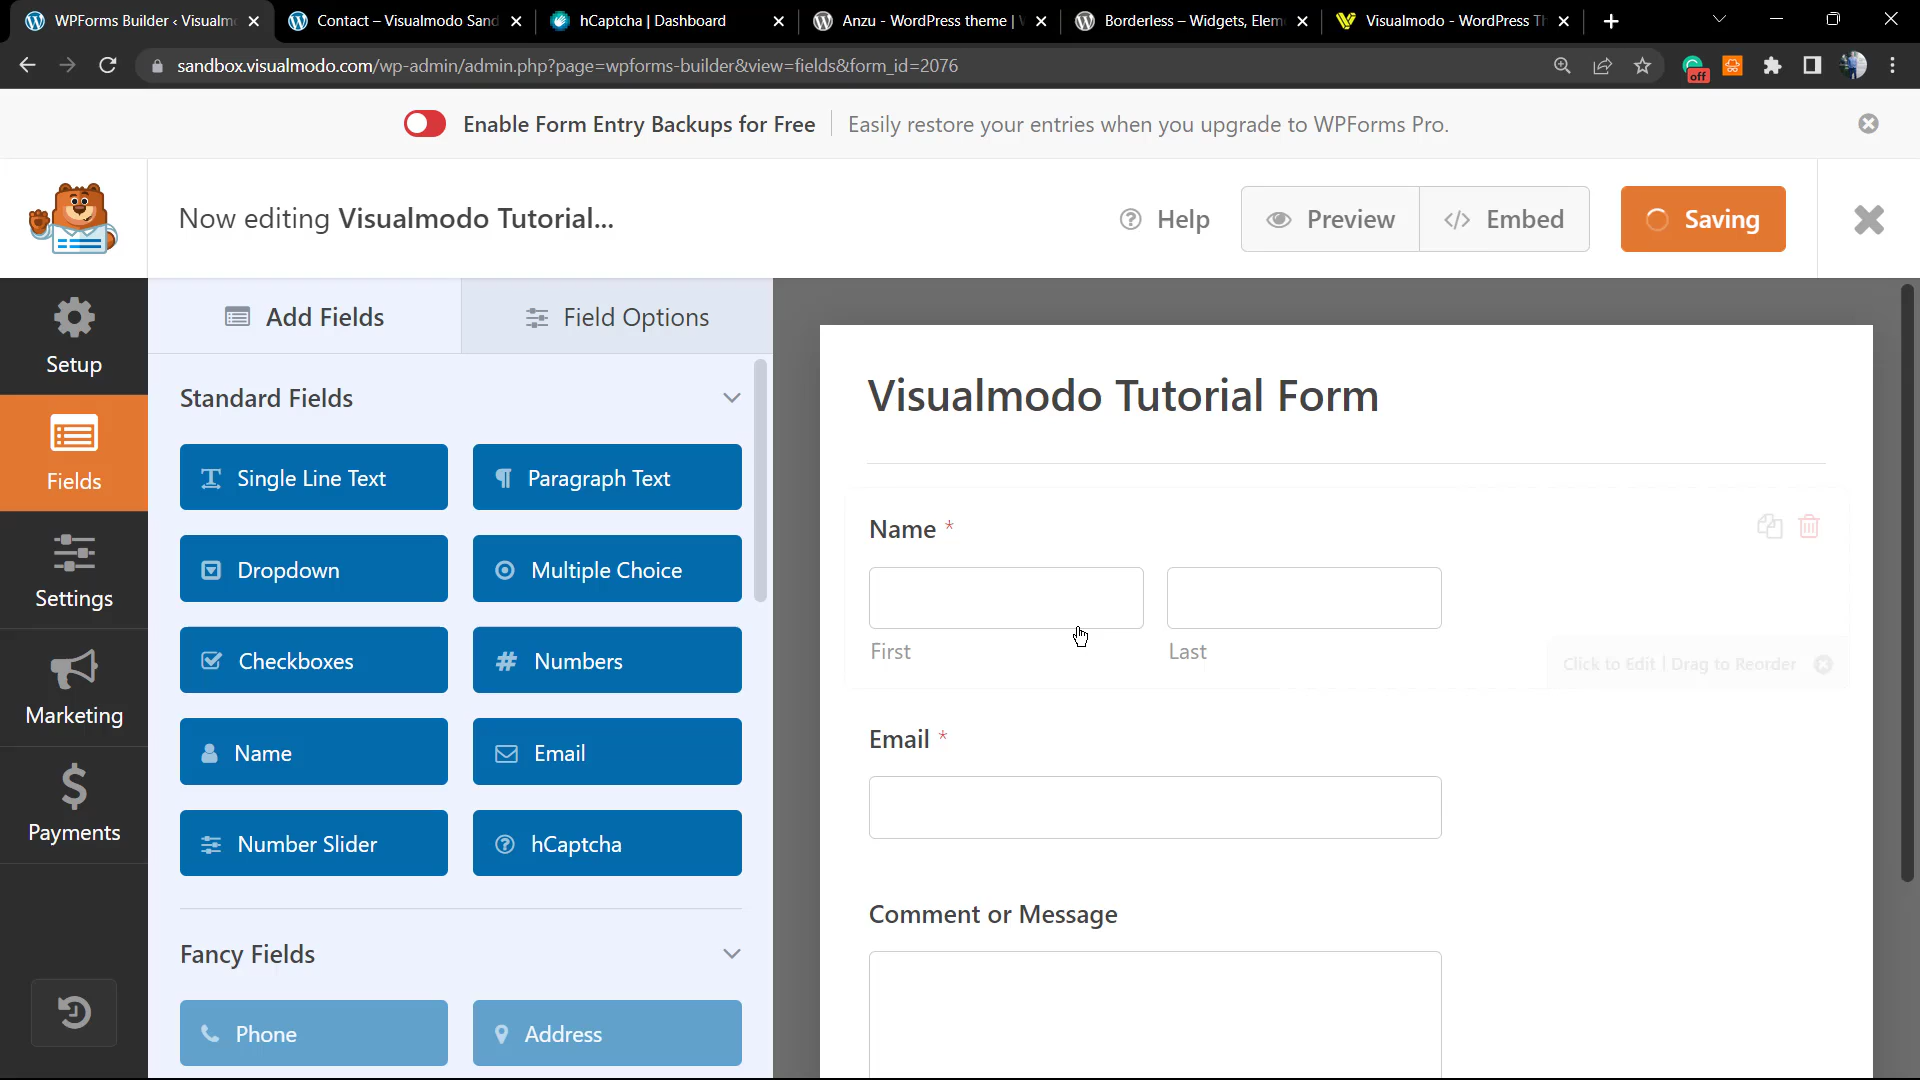 WPForms Builder ‹ Visualm
Contact – Visualmodo Sand
hCaptcha | Dashboard
Anzu - WordPress theme |
Borderless – Widgets, Elem
Visualmodo - WordPress Th
sandbox.visualmodo.com/wp-admin/admin.php?page=wpforms-builder&view=fields&form_id=2076
off
Enable Form Entry Backups for Free
Easily restore your entries when you upgrade to WPForms Pro.
Now editing Visualmodo Tutorial...
Help
Preview
</> Embed
Saving
Setup
Fields
Settings
Marketing
Payments
Add Fields
Field Options
Standard Fields
Single Line Text
Paragraph Text
Dropdown
Multiple Choice
Checkboxes
# Numbers
Name
Email
Number Slider
hCaptcha
Fancy Fields
Phone
Address
Visualmodo Tutorial Form
Name *
First
Last
Click to Edit | Drag to Reorder
Email *
Comment or Message